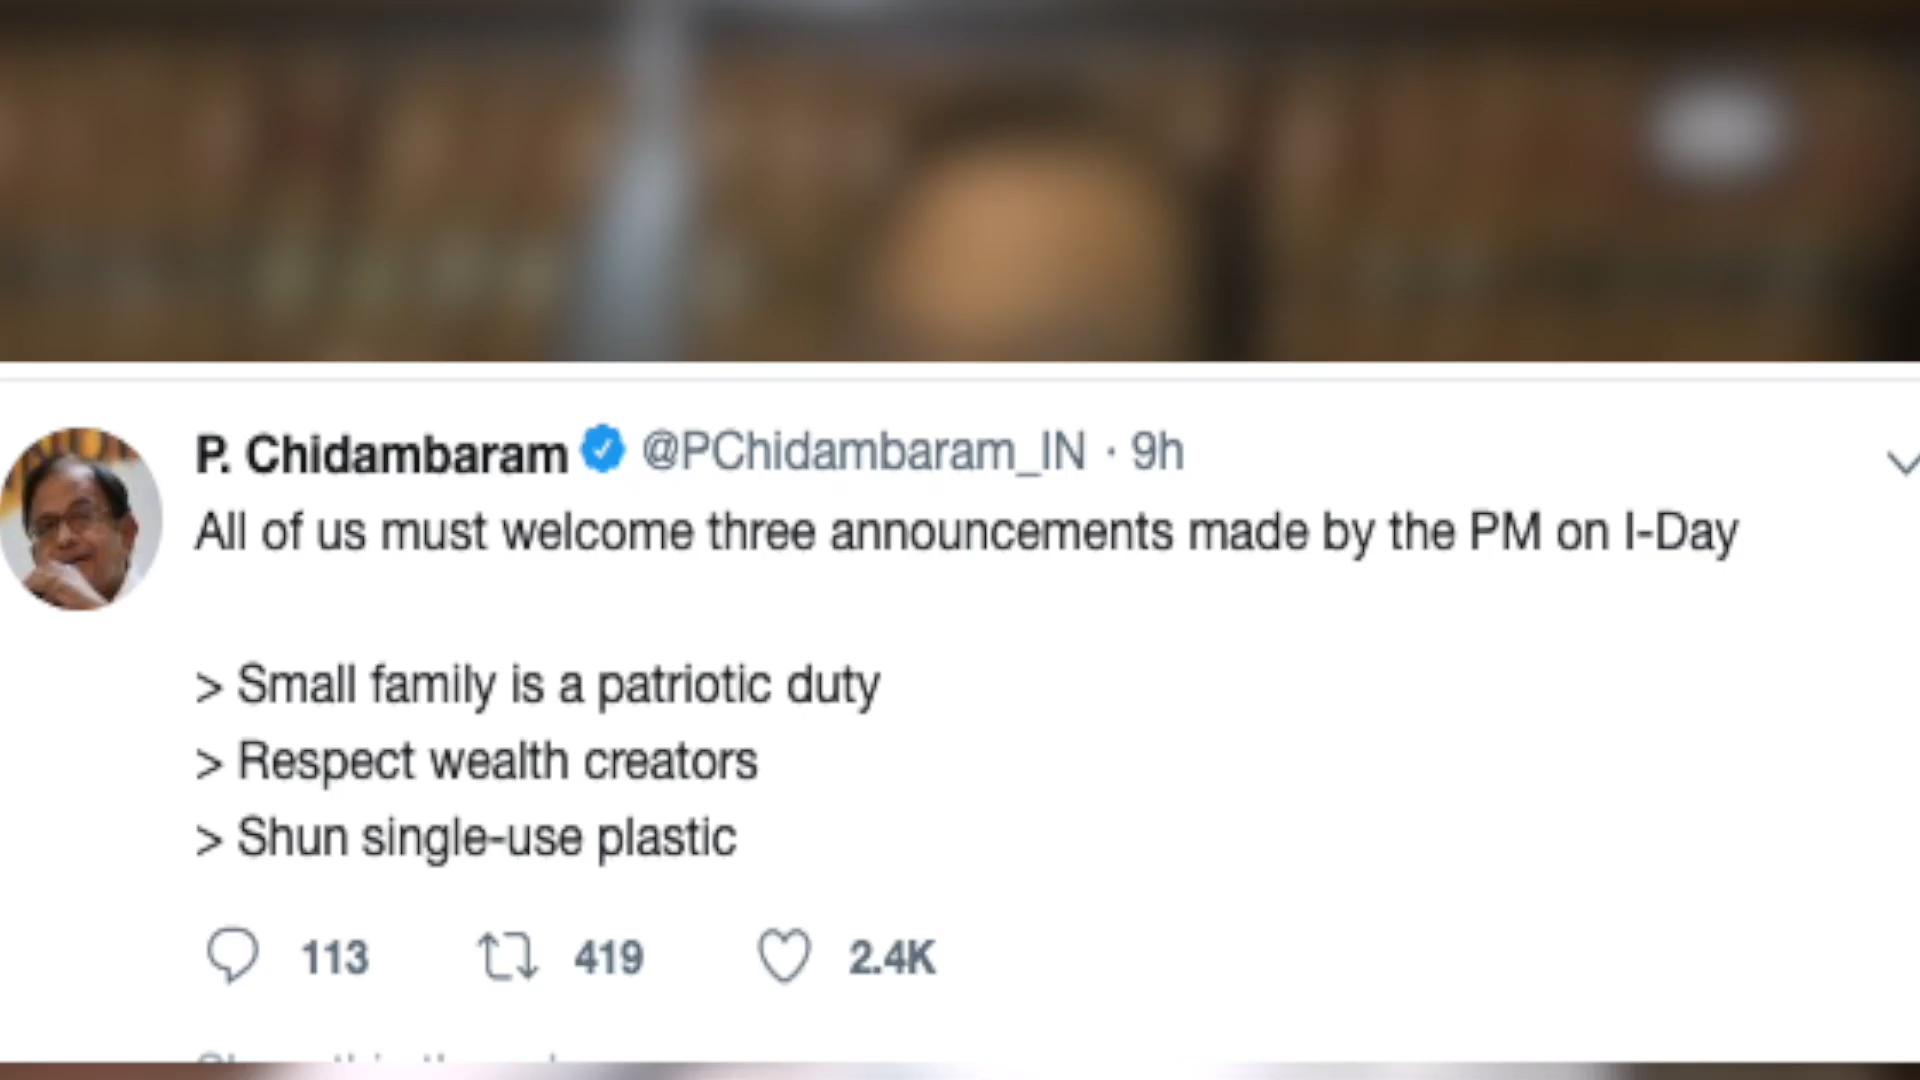 P. Chidambaram @PChidambaram_IN · 9h
All of us must welcome three announcements made by the PM on I-Day
> Small family is a patriotic duty
> Respect wealth creators
> Shun single-use plastic
113 419 2.4K